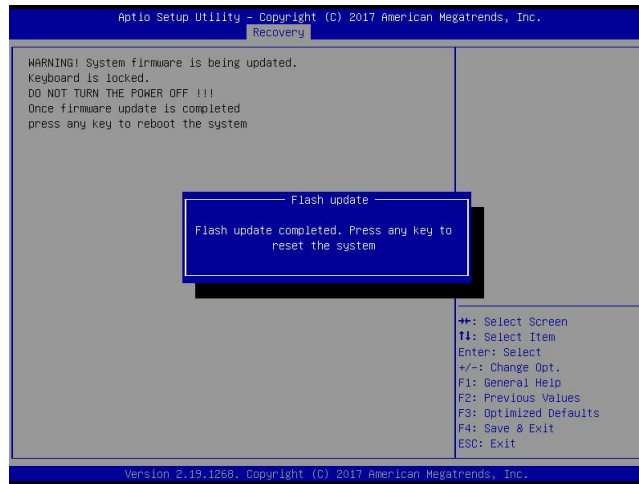 Aptio Setup Utility – Copyright (C) 2017 American Megatrends, Inc.
Recovery
WARNING! System firmware is being updated.
Keyboard is locked.
DO NOT TURN THE POWER OFF !!!
Once firmware update is completed
press any key to reboot the system
Flash update
Flash update completed. Press any key to
reset the system
→←: Select Screen
↑↓: Select Item
Enter: Select
+/-: Change Opt.
F1: General Help
F2: Previous Values
F3: Optimized Defaults
F4: Save & Exit
ESC: Exit
Version 2.19.1268. Copyright (C) 2017 American Megatrends, Inc.